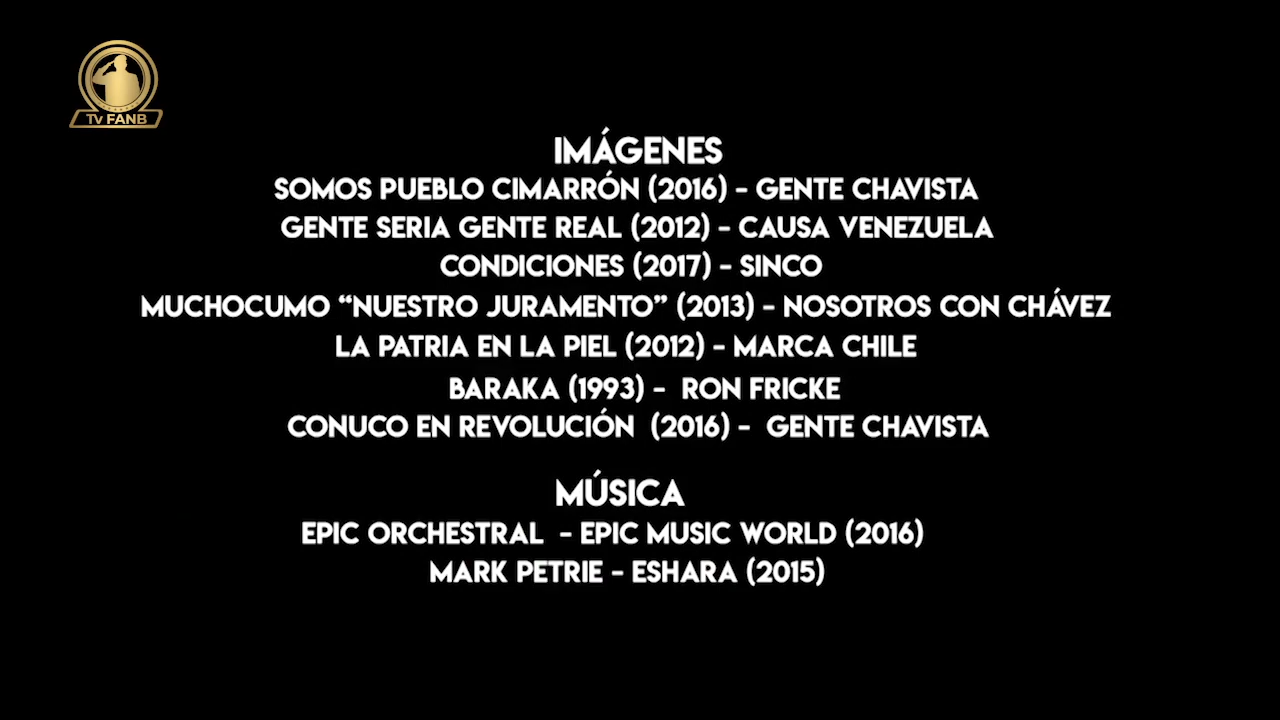 Tv FANB
IMÁGENES
SOMOS PUEBLO CIMARRÓN (2016) - GENTE CHAVISTA
GENTE SERIA GENTE REAL (2012) - CAUSA VENEZUELA
CONDICIONES (2017) - SINCO
MUCHOCUMO “NUESTRO JURAMENTO” (2013) - NOSOTROS CON CHÁVEZ
LA PATRIA EN LA PIEL (2012) - MARCA CHILE
BARAKA (1993) - RON FRICKE
CONUCO EN REVOLUCIÓN (2016) - GENTE CHAVISTA
MÚSICA
EPIC ORCHESTRAL - EPIC MUSIC WORLD (2016)
MARK PETRIE - ESHARA (2015)